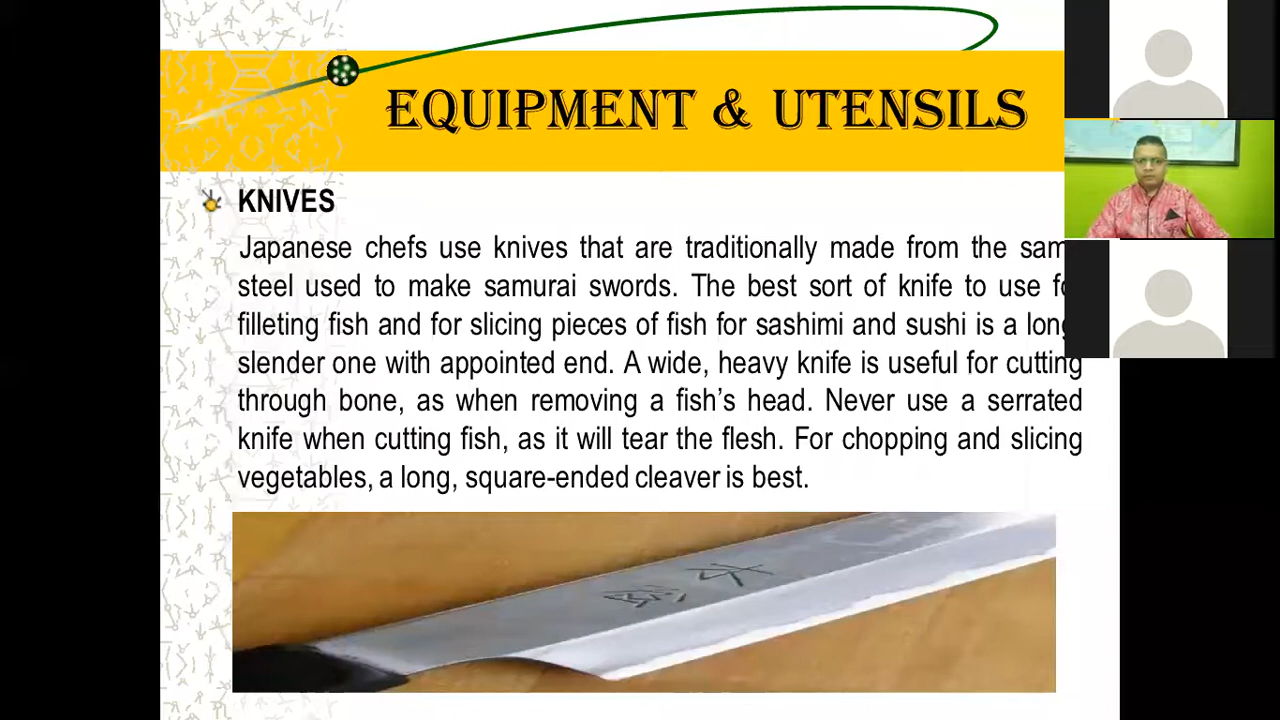 EQUIPMENT & UTENSILS
KNIVES
Japanese chefs use knives that are traditionally made from the sam
steel used to make samurai swords. The best sort of knife to use fo
filleting fish and for slicing pieces of fish for sashimi and sushi is a long
slender one with appointed end. A wide, heavy knife is useful for cutting
through bone, as when removing a fish's head. Never use a serrated
knife when cutting fish, as it will tear the flesh. For chopping and slicing
vegetables, a long, square-ended cleaver is best.